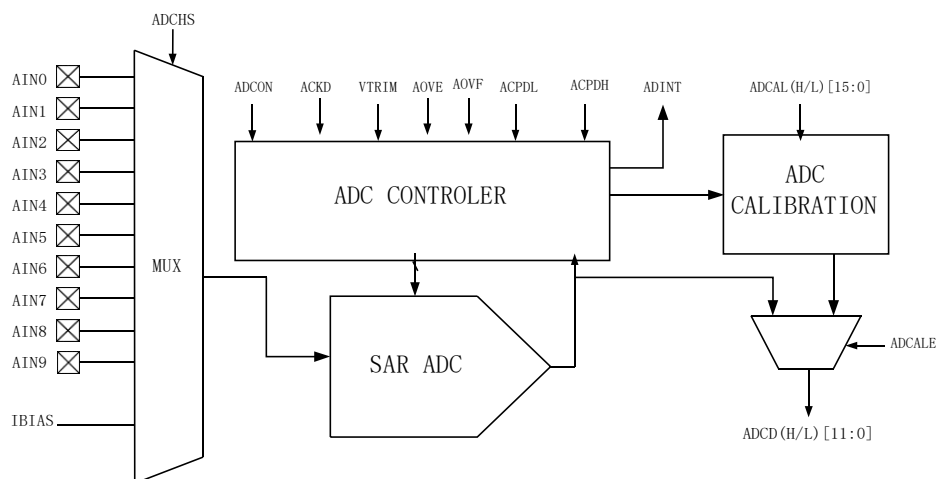 ADCHS
AIN0
AIN1
AIN2
AIN3
AIN4
AIN5
AIN6
AIN7
AIN8
AIN9
IBIAS
MUX
ADCON
ACKD
VTRIM
AOVE
AOVF
ACPDL
ACPDH
ADINT
ADCAL(H/L)[15:0]
ADC CONTROLER
ADC
CALIBRATION
SAR ADC
ADCALE
ADCD(H/L)[11:0]